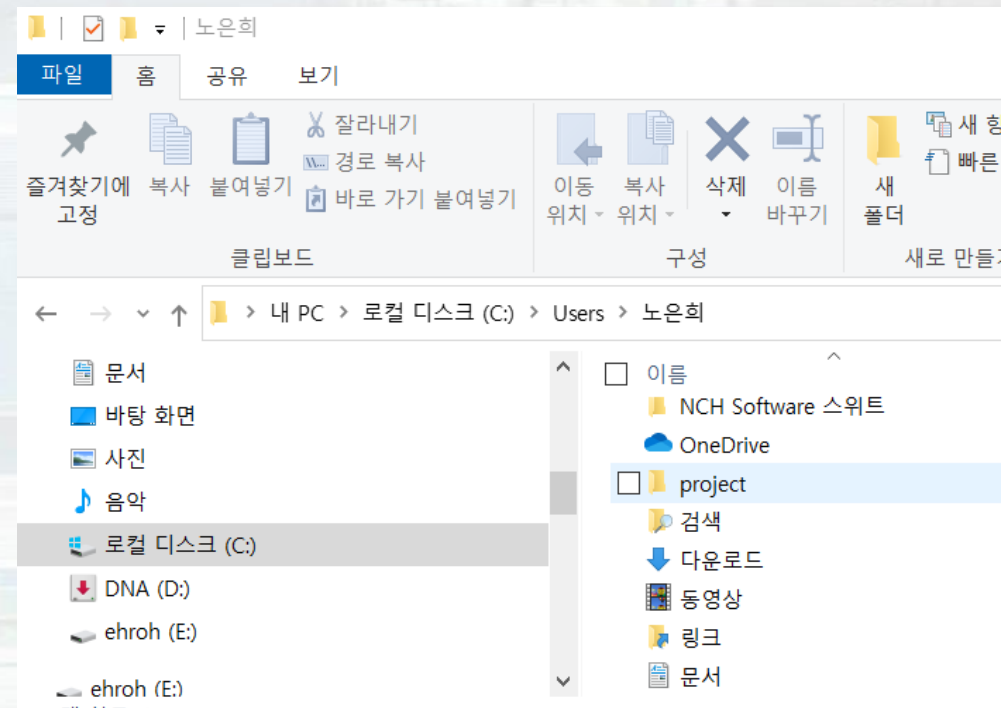 노은희
파일 홈 공유 보기
즐겨찾기에 고정
복사
붙여넣기
잘라내기
경로 복사
바로 가기 붙여넣기
이동 위치
복사 위치
삭제
이름 바꾸기
새 폴더
새 항
빠른
클립보드 구성 새로 만들기
내 PC > 로컬 디스크 (C:) > Users > 노은희
문서
바탕 화면
사진
음악
로컬 디스크 (C:)
DNA (D:)
ehroh (E:)
ehroh (E:)
이름
NCH Software 스위트
OneDrive
project
검색
다운로드
동영상
링크
문서